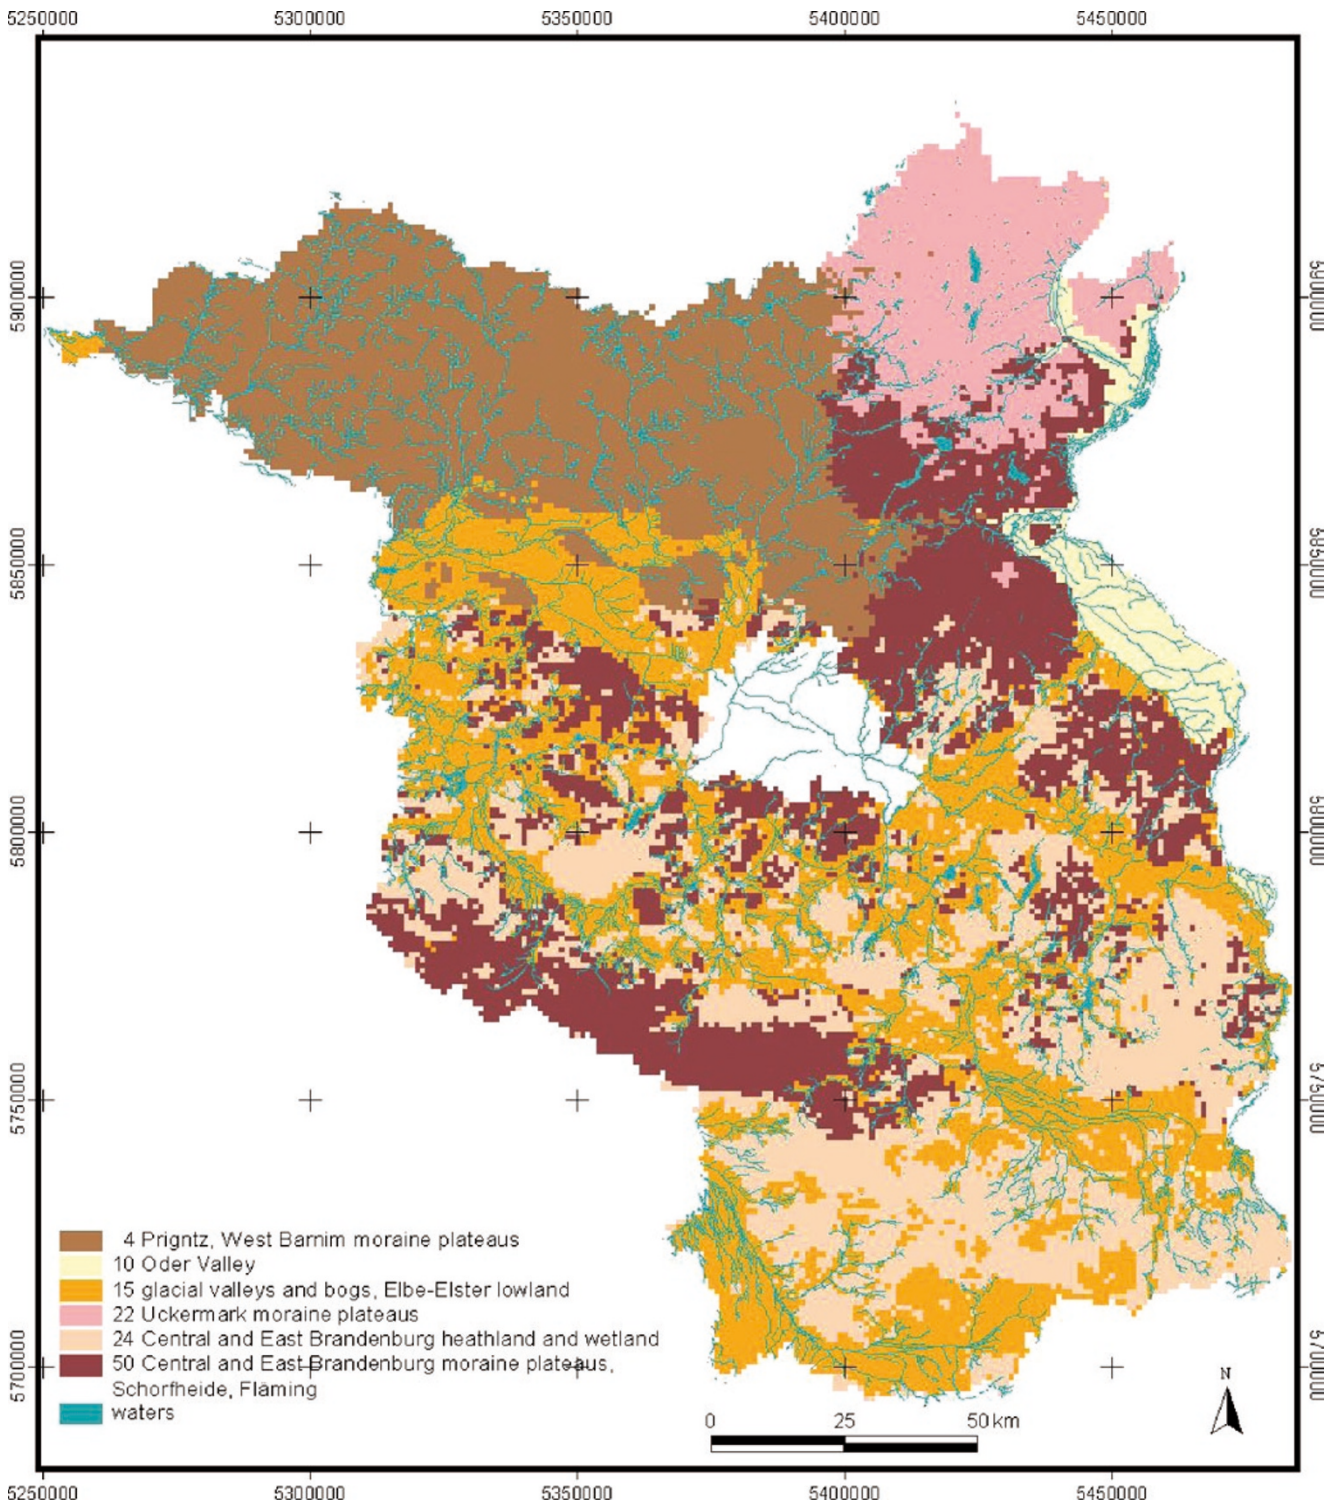 5250000 5300000 5350000 5400000 5450000
5900000 5900000
5850000 5850000
5800000 5800000
5750000 5750000
5700000 5700000
4 Prigntz, West Barnim moraine plateaus
10 Oder Valley
15 glacial valleys and bogs, Elbe-Elster lowland
22 Uckermark moraine plateaus
24 Central and East Brandenburg heathland and wetland
50 Central and East Brandenburg moraine plateaus,
Schorfheide, Fläming
waters
N
0 25 50 km
5250000 5300000 5350000 5400000 5450000